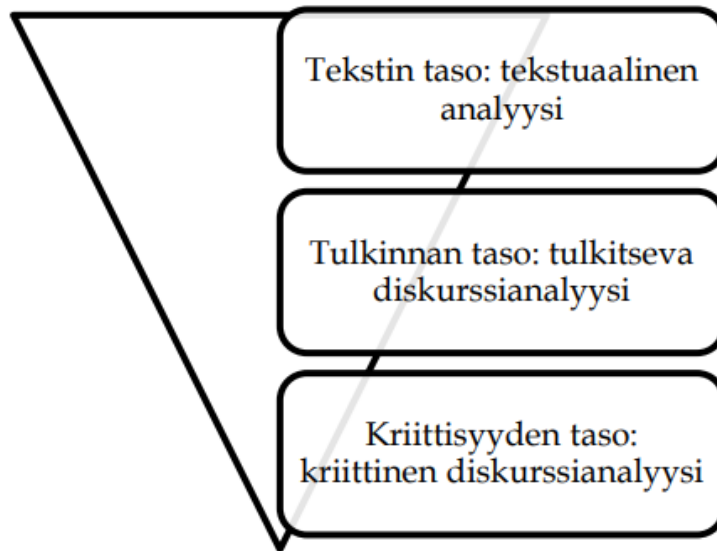 Tekstin taso: tekstuaalinen
analyysi
Tulkinnan taso: tulkitseva
diskurssianalyysi
Kriittisyyden taso:
kriittinen diskurssianalyysi